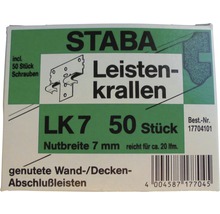 STABA
incl.
50 Stück
Schrauben
Leisten-
krallen
LK 7 50 Stück
Best.-Nr.
17704101
Nutbreite 7 mm reicht für ca. 20 lfm.
genutete Wand-/Decken-
Abschlußleisten
4 004587 177045